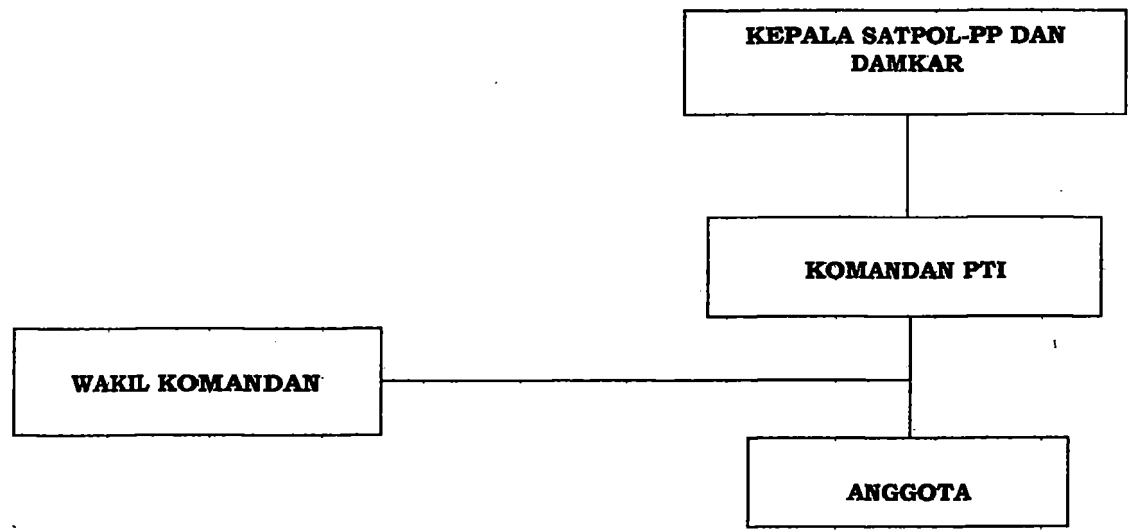 KEPALA SATPOL-PP DAN
DAMKAR
KOMANDAN PTI
WAKIL KOMANDAN
ANGGOTA